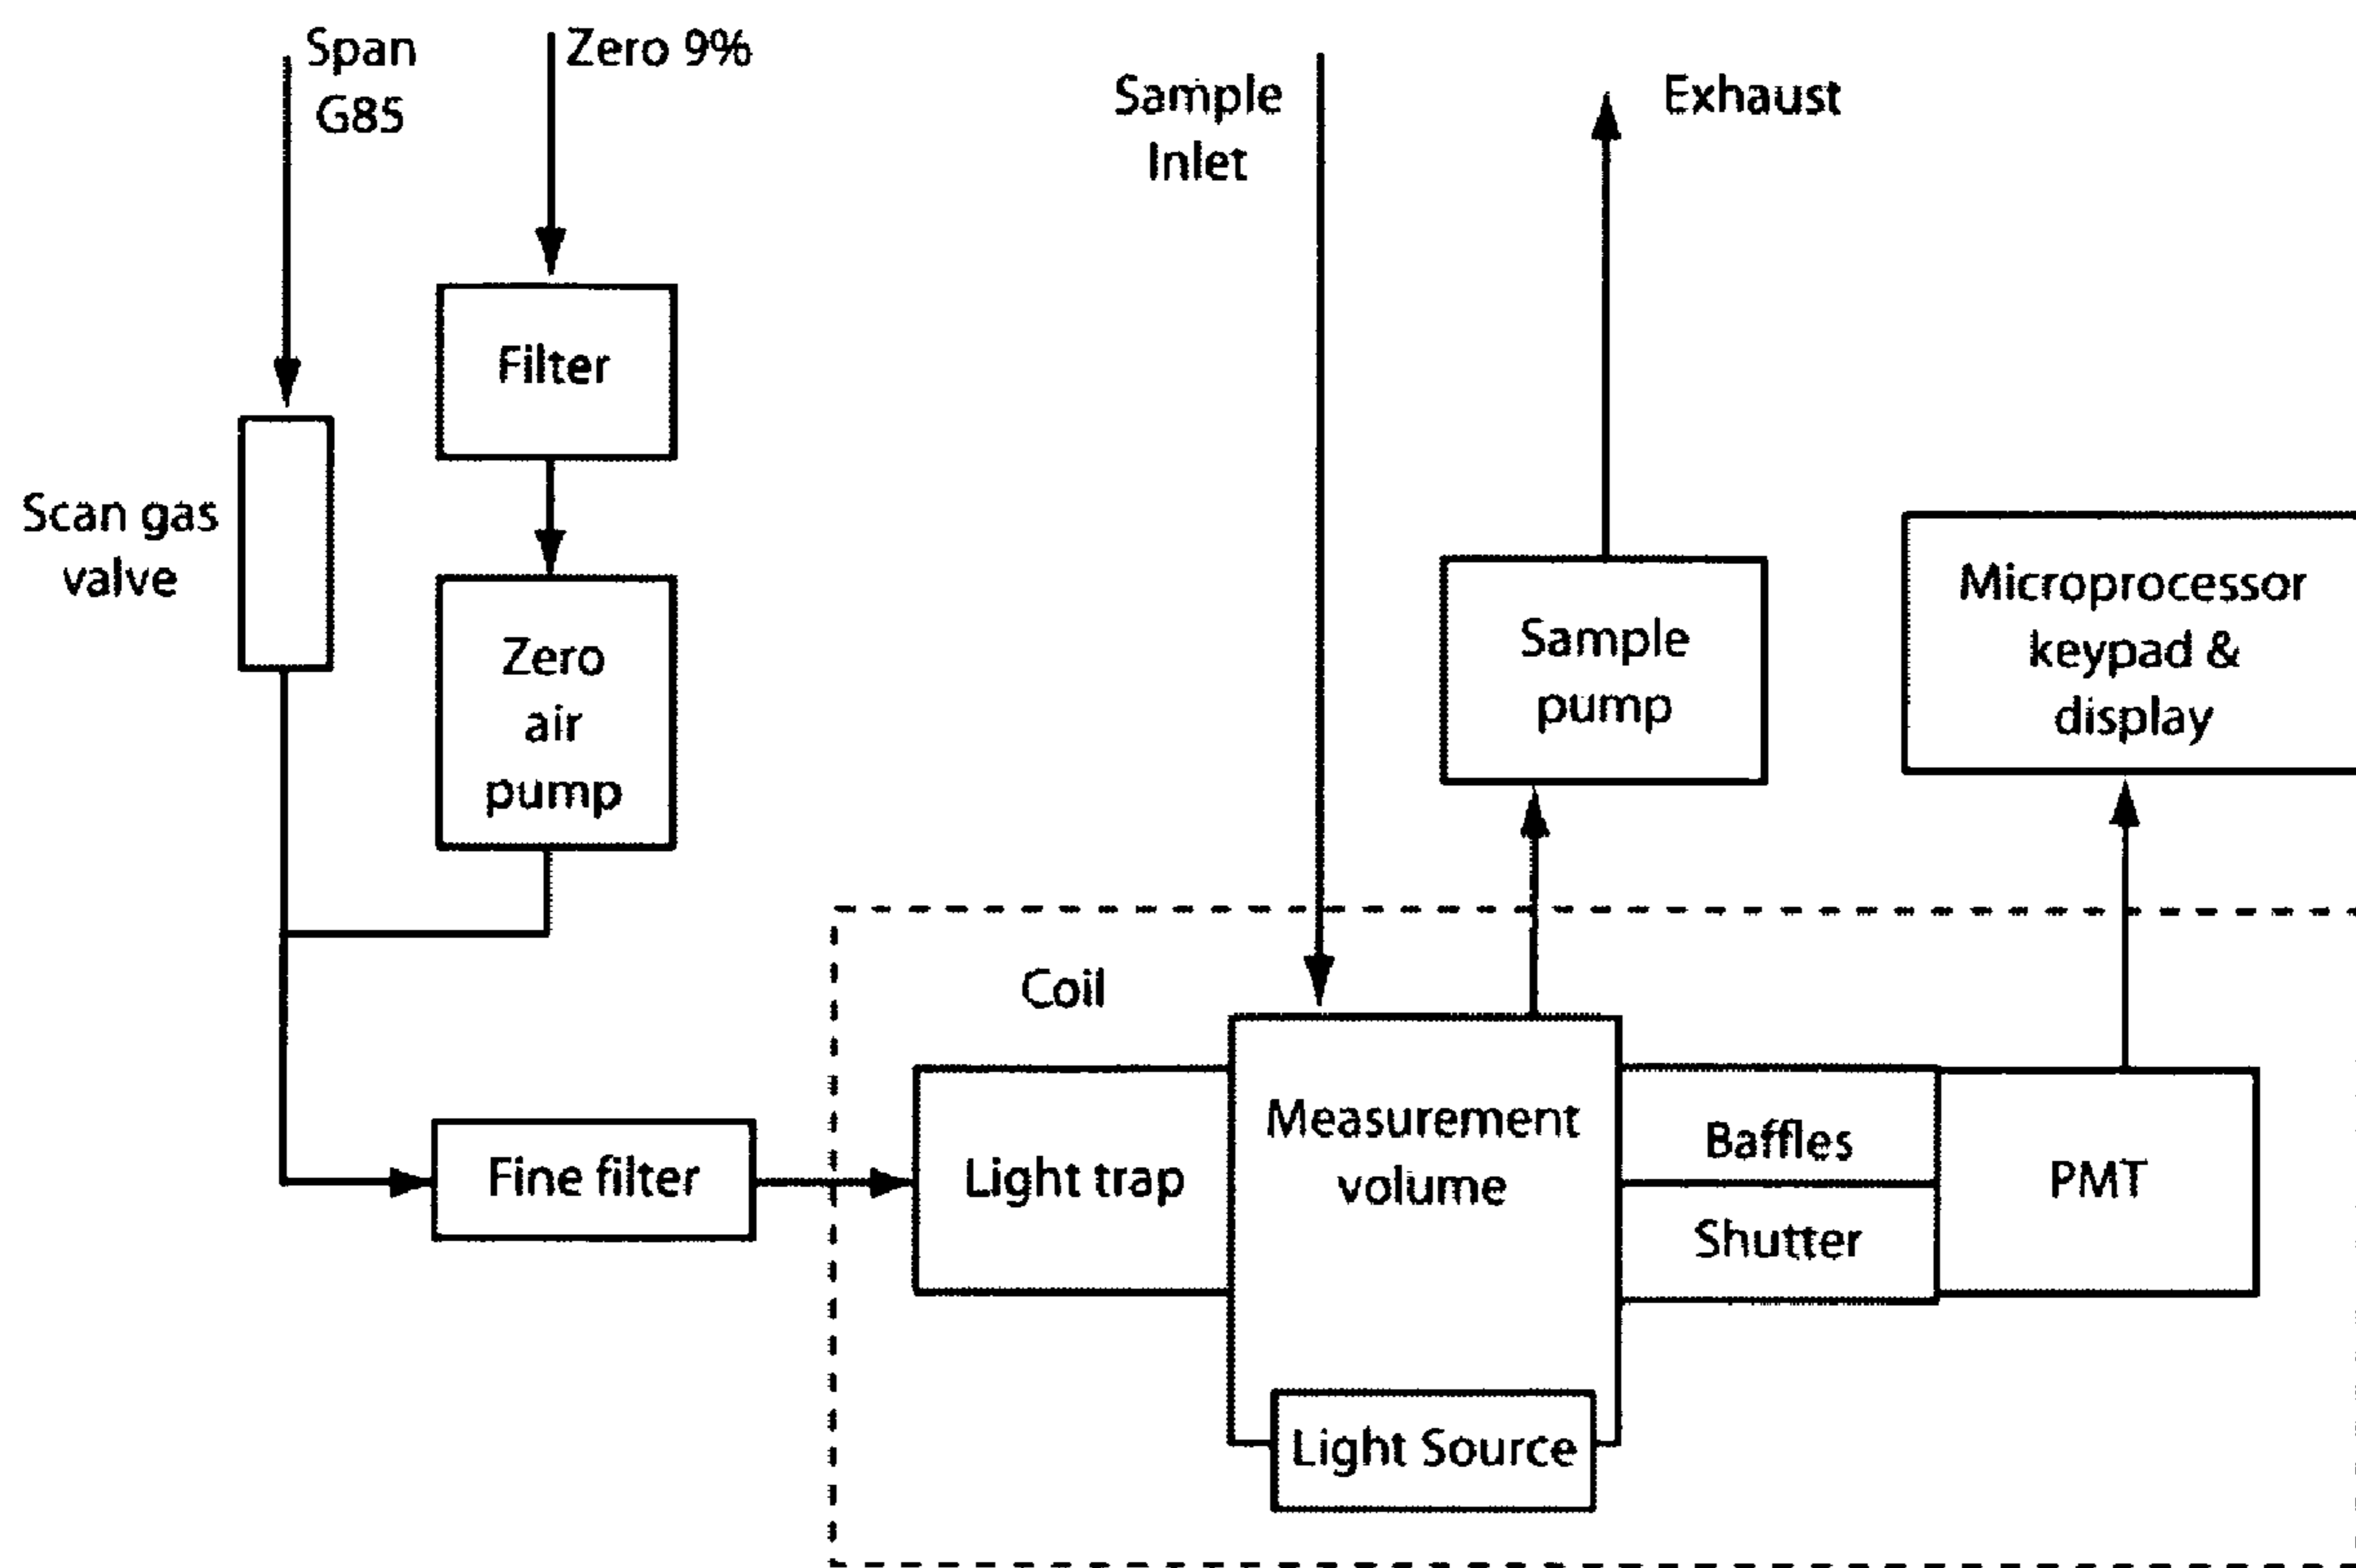 Span
G85
Zero 9%
Sample
Inlet
Exhaust
Filter
Scan gas
valve
Zero
air
pump
Sample
pump
Microprocessor
keypad &
display
Coil
Measurement
volume
Baffles
Shutter
PMT
Light trap
Fine filter
Light Source